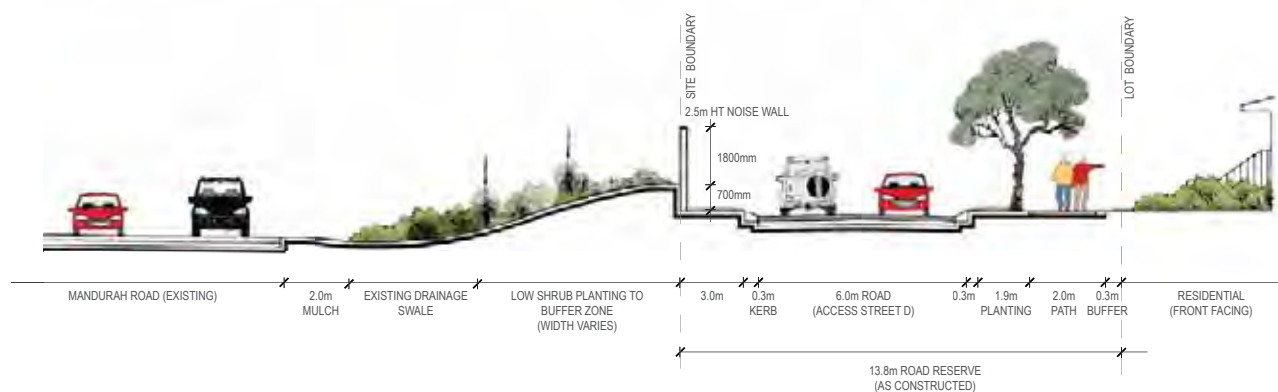 SITE BOUNDARY
LOT BOUNDARY
2.5m HT NOISE WALL
1800mm
700mm
MANDURAH ROAD (EXISTING)
2.0m
MULCH
EXISTING DRAINAGE
SWALE
LOW SHRUB PLANTING TO
BUFFER ZONE
(WIDTH VARIES)
3.0m
0.3m
KERB
6.0m ROAD
(ACCESS STREET D)
0.3m
1.9m
PLANTING
2.0m
PATH
0.3m
BUFFER
RESIDENTIAL
(FRONT FACING)
13.8m ROAD RESERVE
(AS CONSTRUCTED)